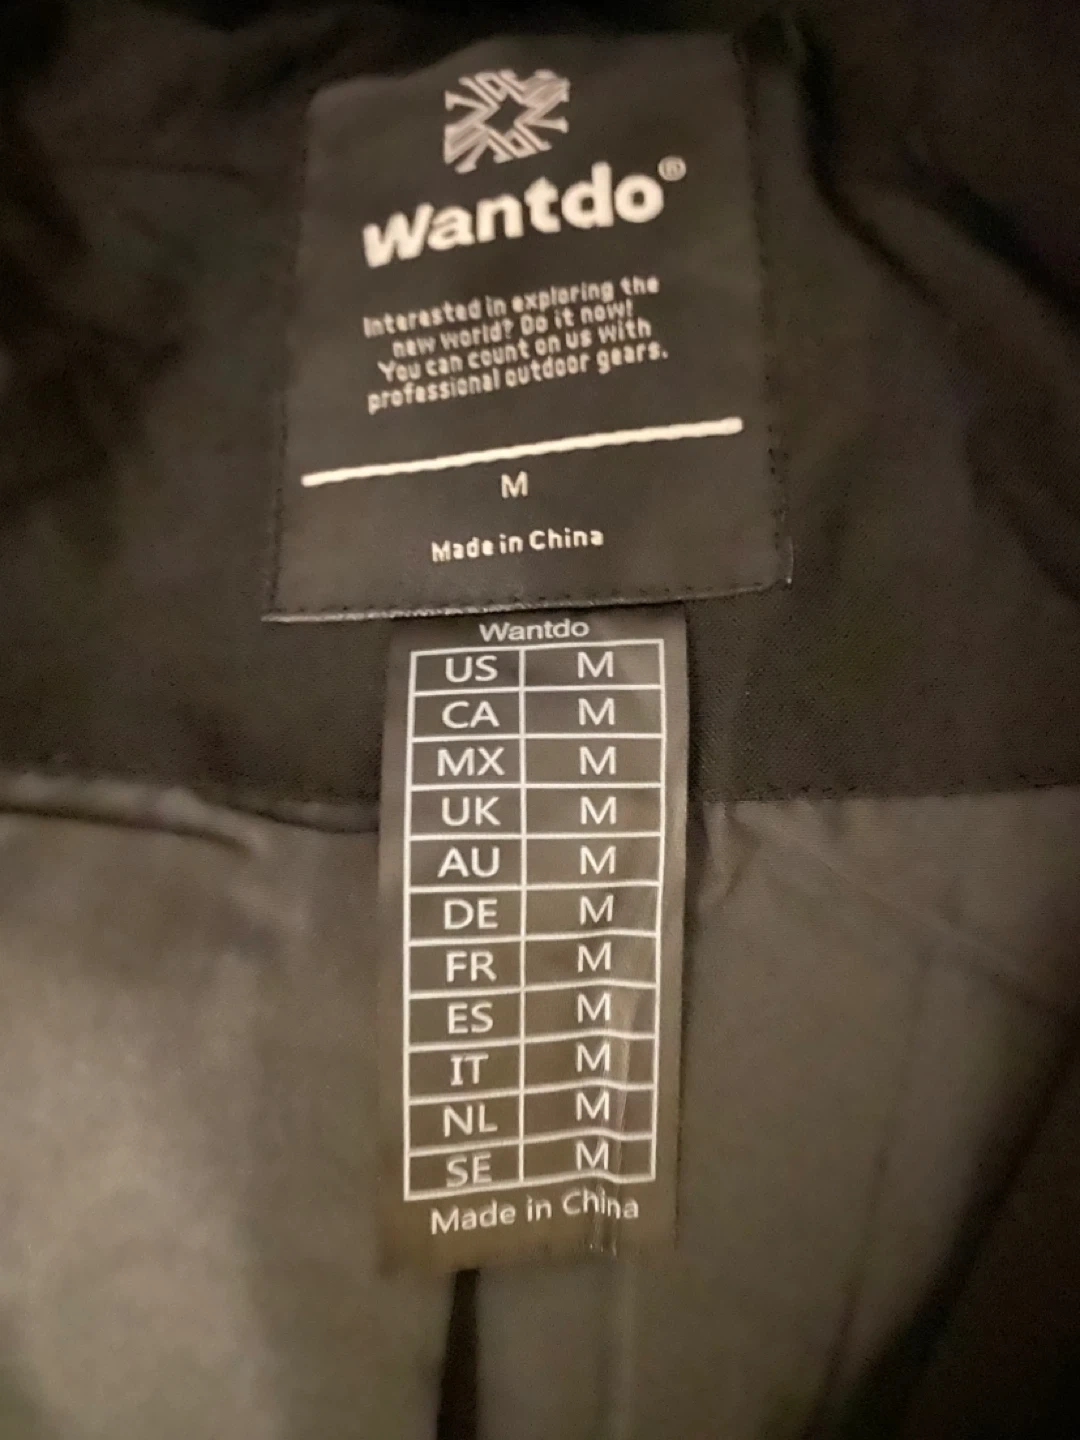 Wantdo®
Interested in exploring the
new world? Do it now!
You can count on us with
professional outdoor gears.
M
Made in China
Wantdo
US M
CA M
MX M
UK M
AU M
DE M
FR M
ES M
IT M
NL M
SE M
Made in China